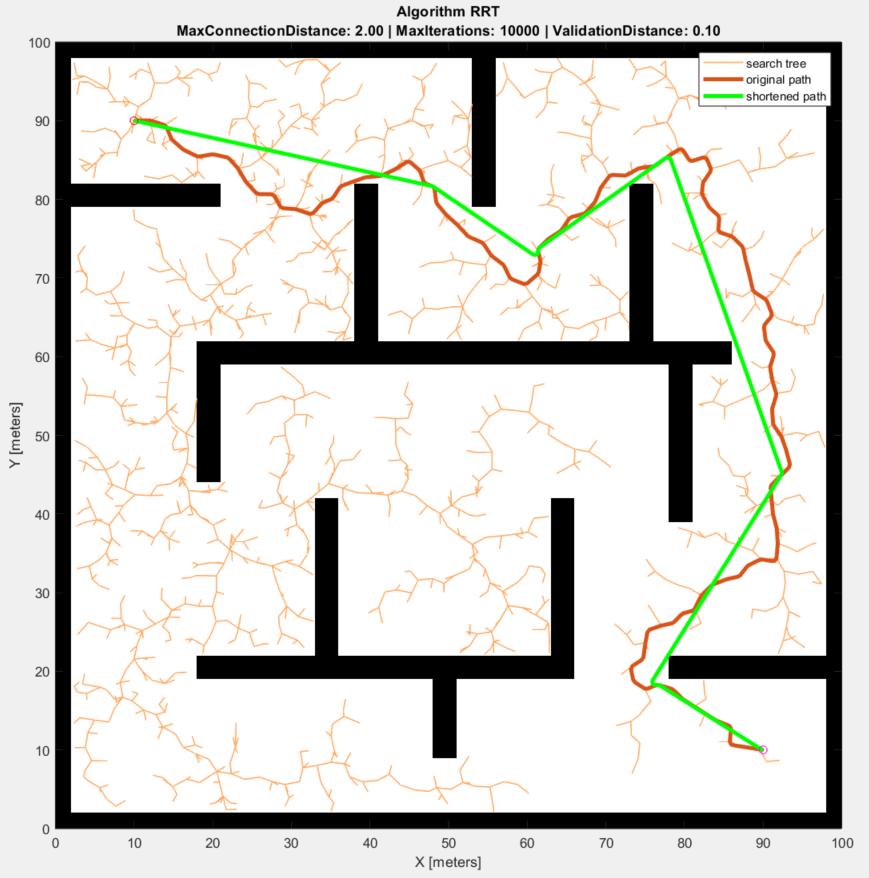 Algorithm RRT
MaxConnectionDistance: 2.00 | MaxIterations: 10000 | ValidationDistance: 0.10
search tree
original path
shortened path
100
90
80
70
60
50
40
30
20
10
0
Y [meters]
0 10 20 30 40 50 60 70 80 90 100
X [meters]